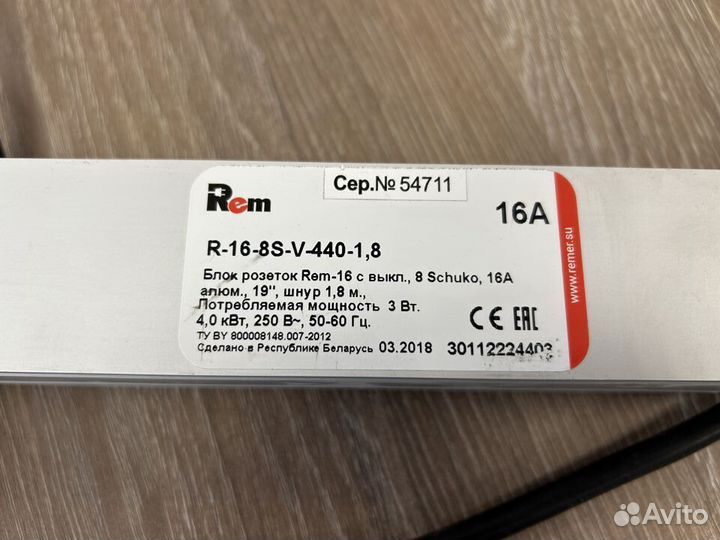 Rem
Сер.№ 54711
16A
R-16-8S-V-440-1,8
Блок розеток Rem-16 с выкл., 8 Schuko, 16А
алюм., 19", шнур 1,8 м.,
Потребляемая мощность 3 Вт.
4,0 кВт, 250 В~, 50-60 Гц.
ТУ BY 800008148.007-2012
Сделано в Республике Беларусь 03.2018 30112224403
CE EAC
www.remer.su
Avito